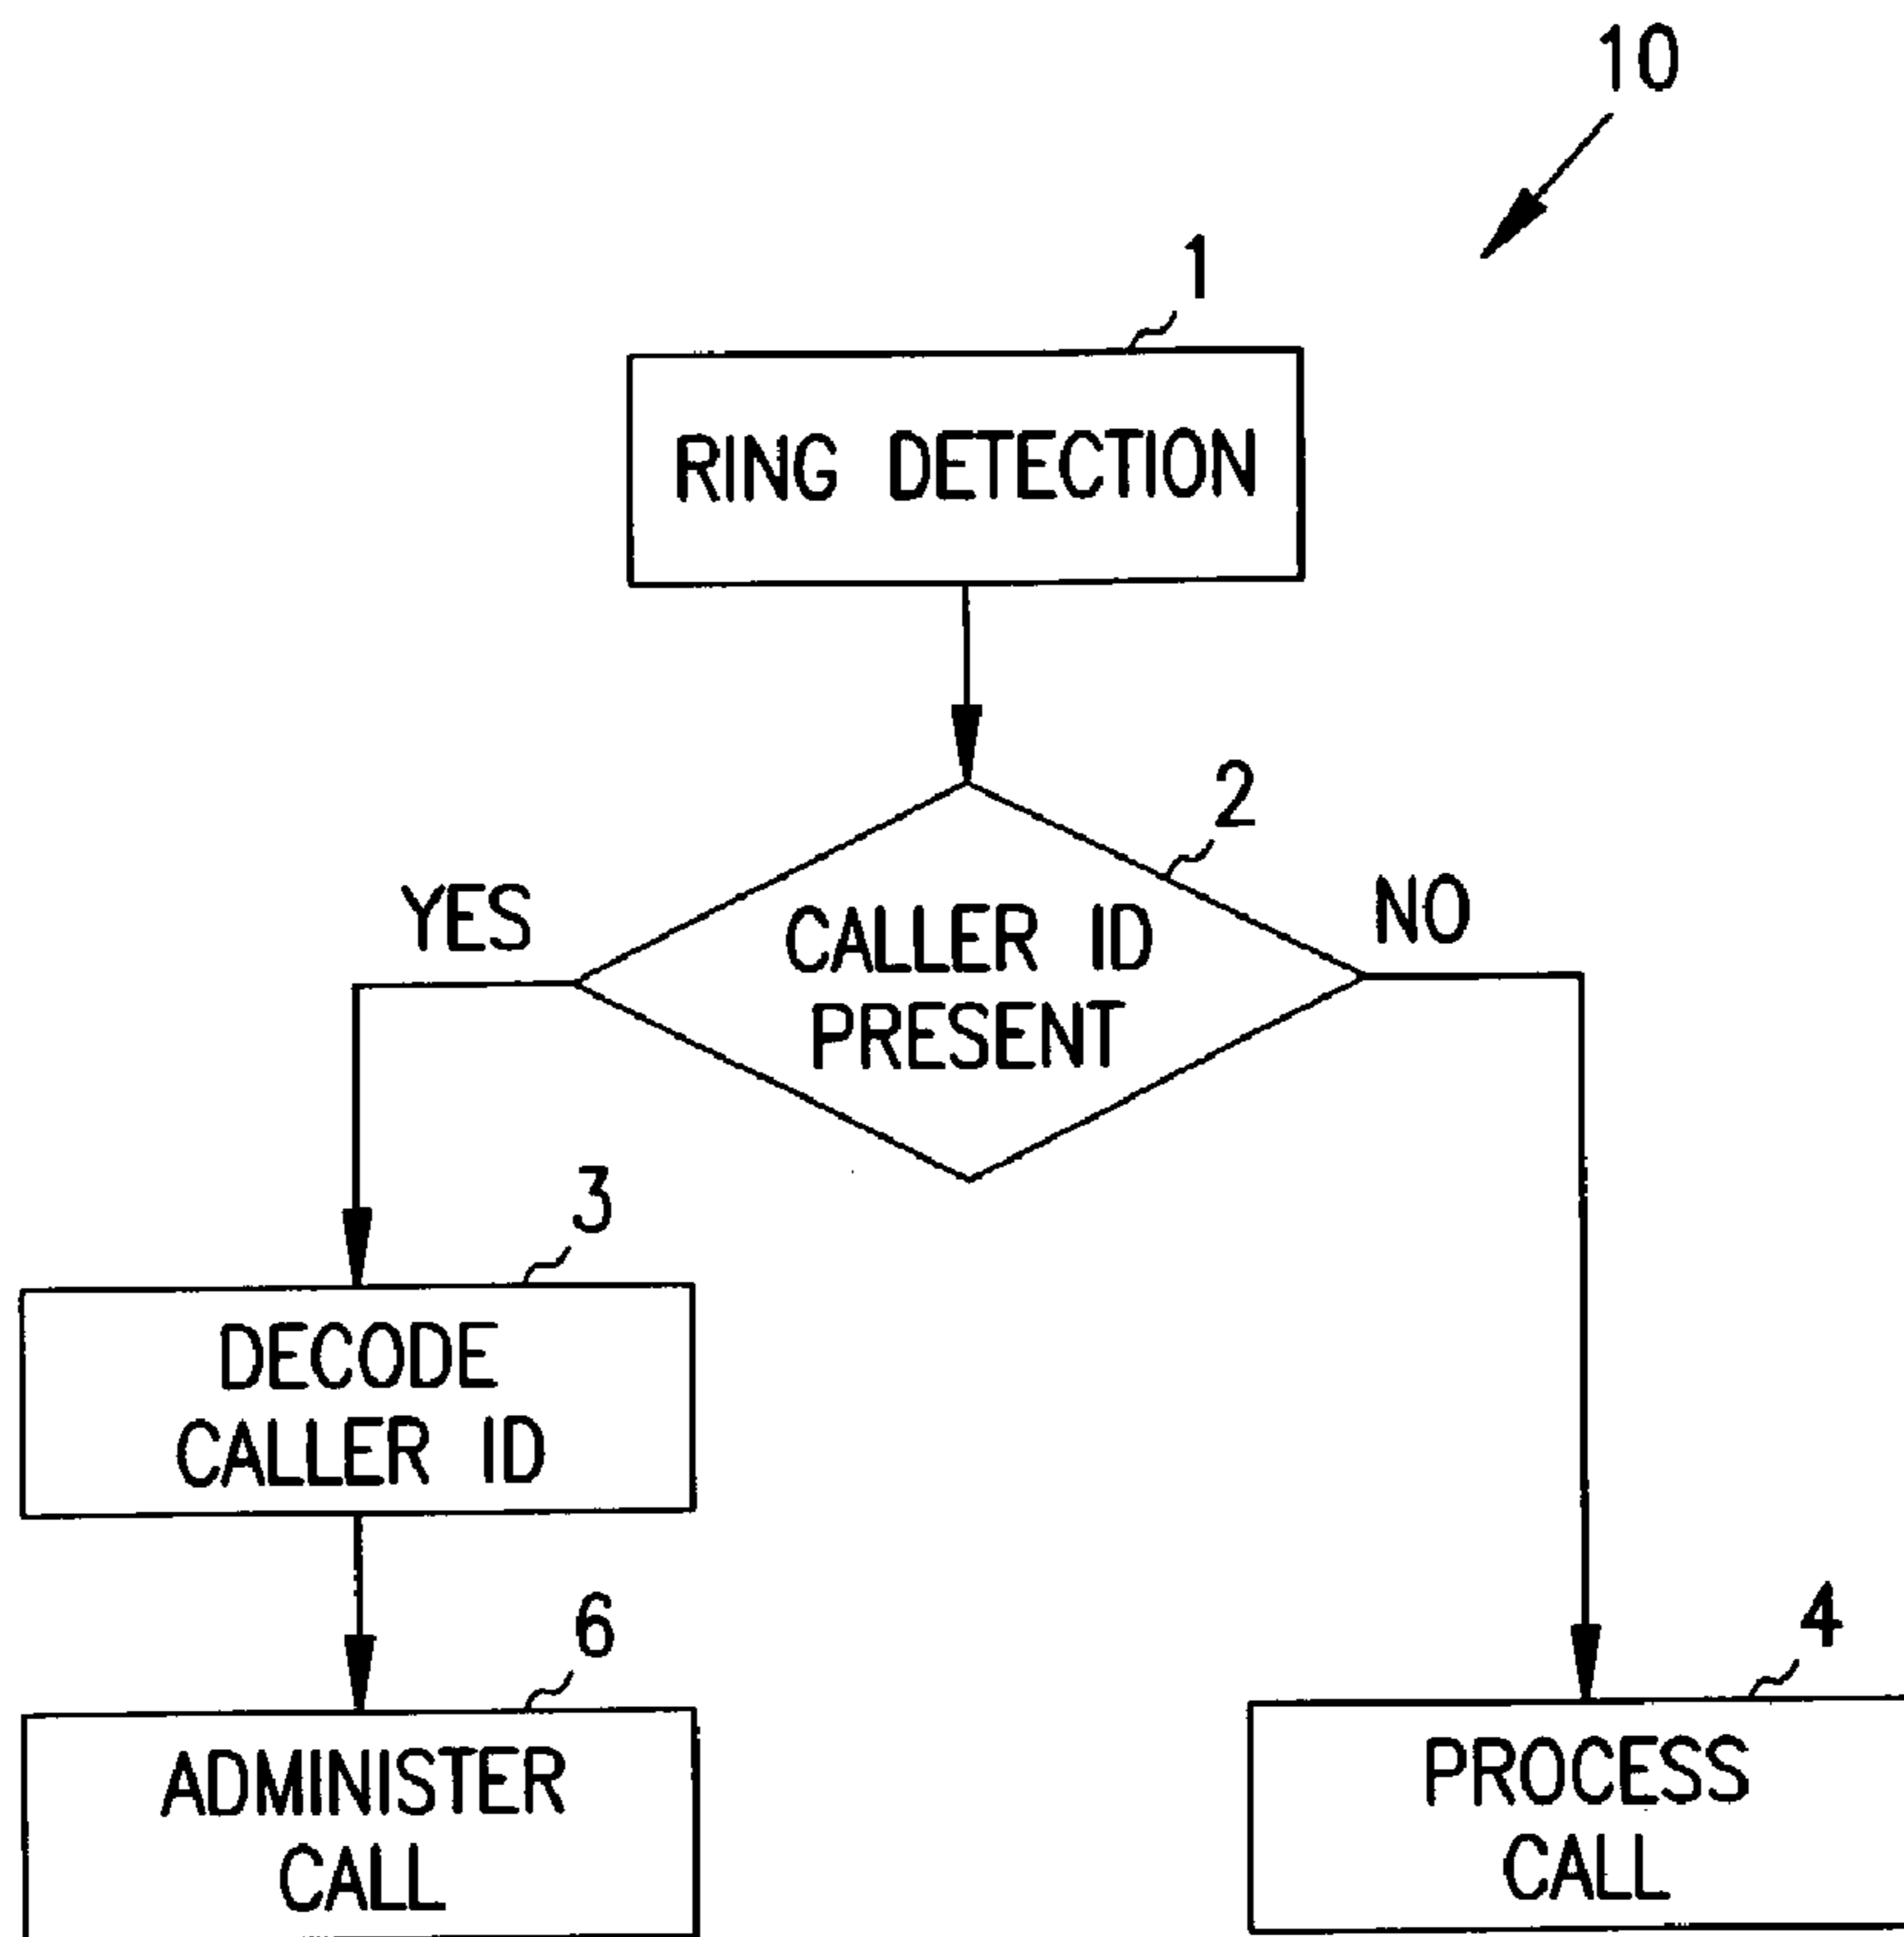 10
1
RING DETECTION
2
YES
NO
CALLER ID
PRESENT
3
DECODE
CALLER ID
6
4
ADMINISTER
CALL
PROCESS
CALL